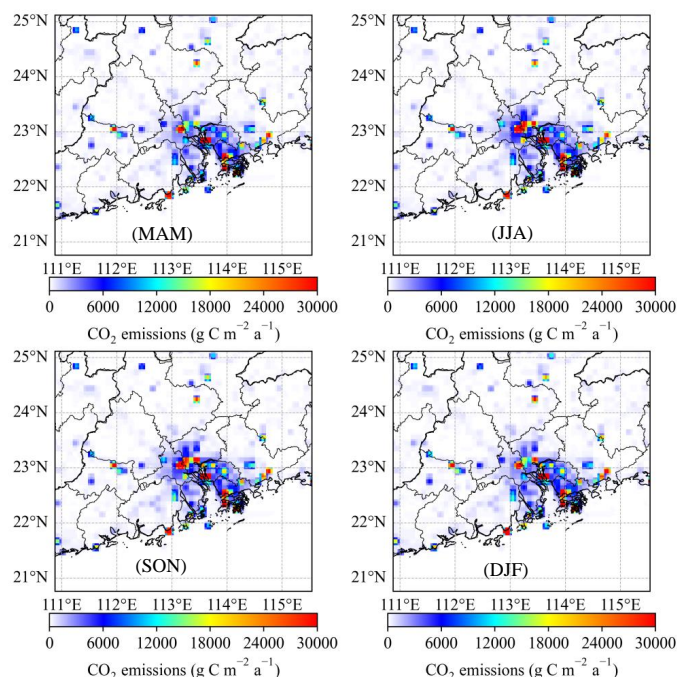 25°N
24°N
23°N
22°N
21°N
(MAM)
111°E 112°E 113°E 114°E 115°E
0 6000 12000 18000 24000 30000
CO₂ emissions (g C m⁻² a⁻¹)
25°N
24°N
23°N
22°N
21°N
(JJA)
111°E 112°E 113°E 114°E 115°E
0 6000 12000 18000 24000 30000
CO₂ emissions (g C m⁻² a⁻¹)
25°N
24°N
23°N
22°N
21°N
(SON)
111°E 112°E 113°E 114°E 115°E
0 6000 12000 18000 24000 30000
CO₂ emissions (g C m⁻² a⁻¹)
25°N
24°N
23°N
22°N
21°N
(DJF)
111°E 112°E 113°E 114°E 115°E
0 6000 12000 18000 24000 30000
CO₂ emissions (g C m⁻² a⁻¹)